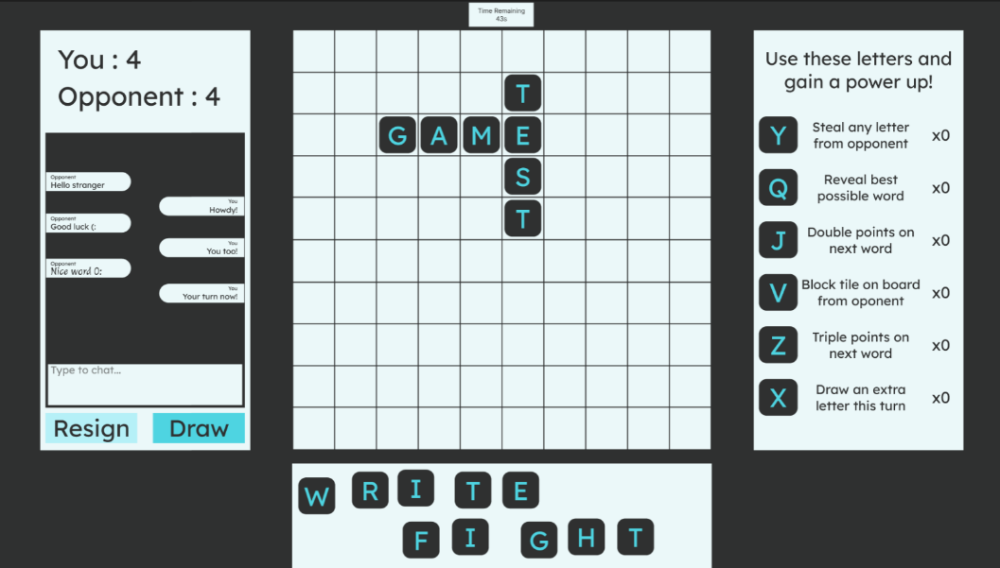 Time Remaining
43s
You : 4
Opponent : 4
Opponent
Hello stranger
You
Howdy!
Opponent
Good luck (:
You
You too!
Opponent
Nice word O:
You
Your turn now!
Type to chat...
Resign
Draw
T
G A M E
S
T
Use these letters and
gain a power up!
Y
Steal any letter
from opponent
x0
Q
Reveal best
possible word
x0
J
Double points on
next word
x0
V
Block tile on board
from oponent
x0
Z
Triple points on
next word
x0
X
Draw an extra
letter this turn
x0
W R I T E
F I G H T